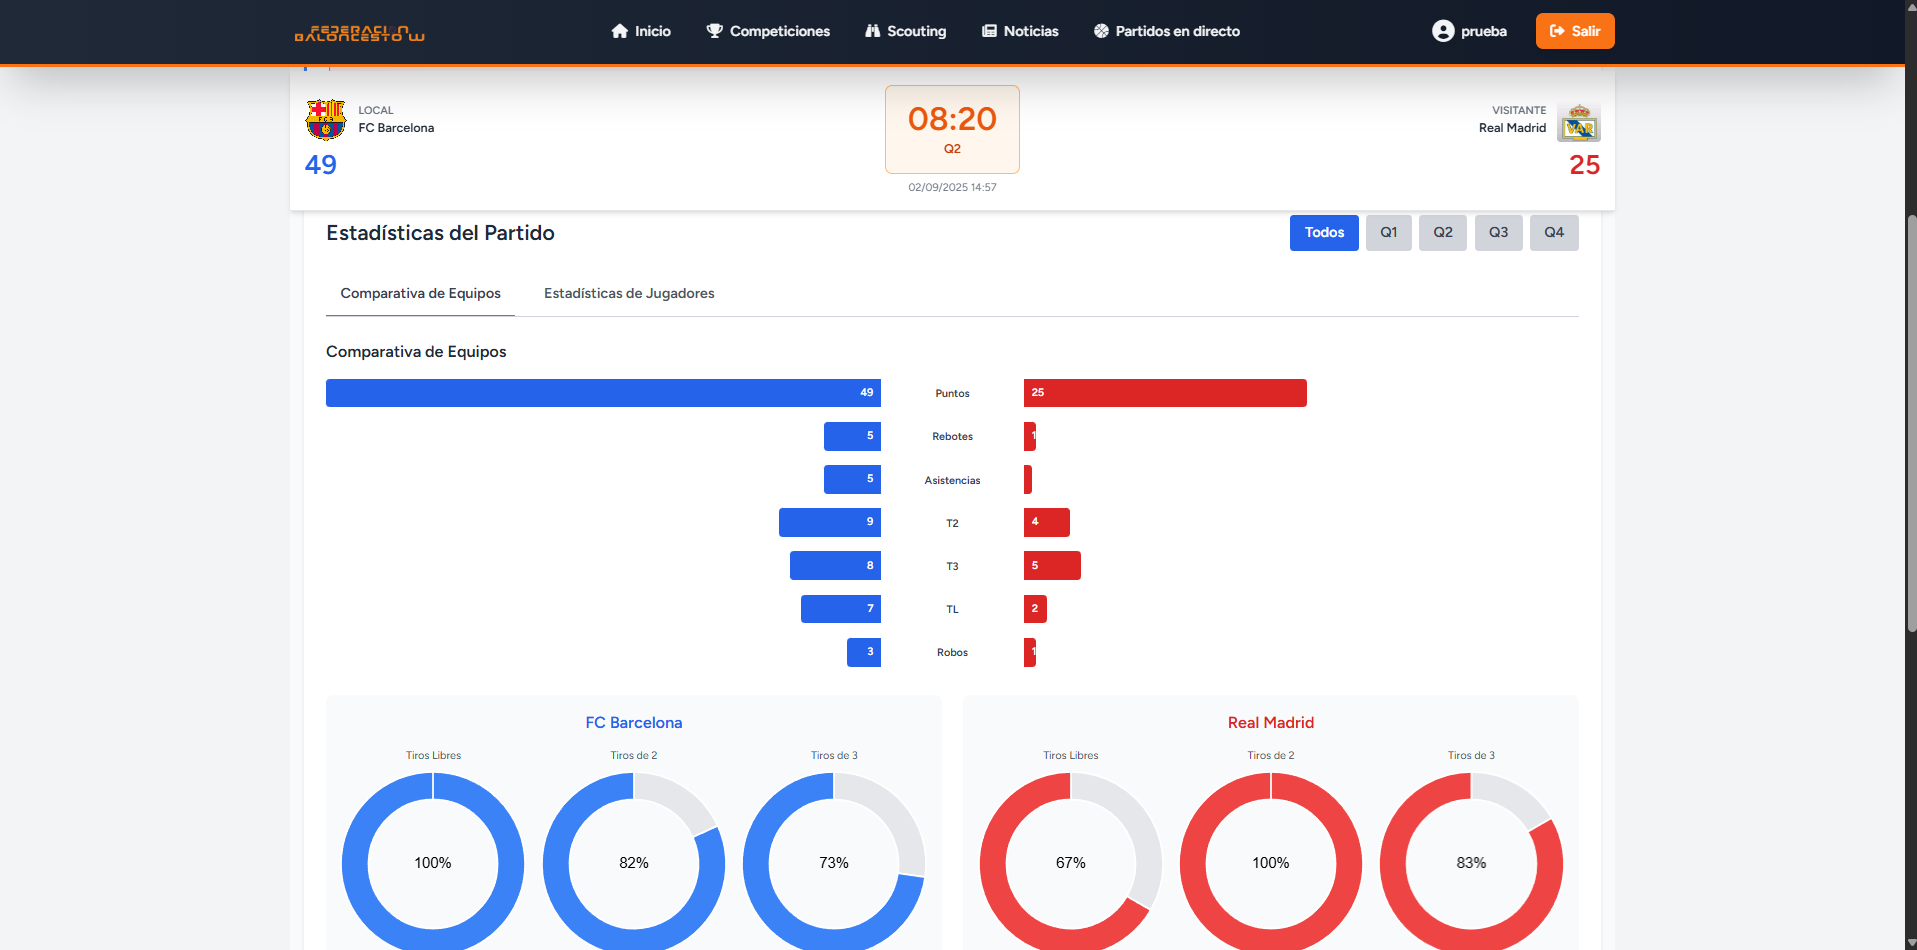 FEDERACION
BALONCESTO
Inicio
Competiciones
Scouting
Noticias
Partidos en directo
prueba
Salir
LOCAL
FC Barcelona
49
08:20
Q2
02/09/2025 14:57
VISITANTE
Real Madrid
VAR
25
Estadísticas del Partido
Todos
Q1
Q2
Q3
Q4
Comparativa de Equipos
Estadísticas de Jugadores
Comparativa de Equipos
49 Puntos 25
5 Rebotes 1
5 Asistencias
9 T2 4
8 T3 5
7 TL 2
3 Robos 1
FC Barcelona
Tiros Libres
Tiros de 2
Tiros de 3
100%
82%
73%
Real Madrid
Tiros Libres
Tiros de 2
Tiros de 3
67%
100%
83%